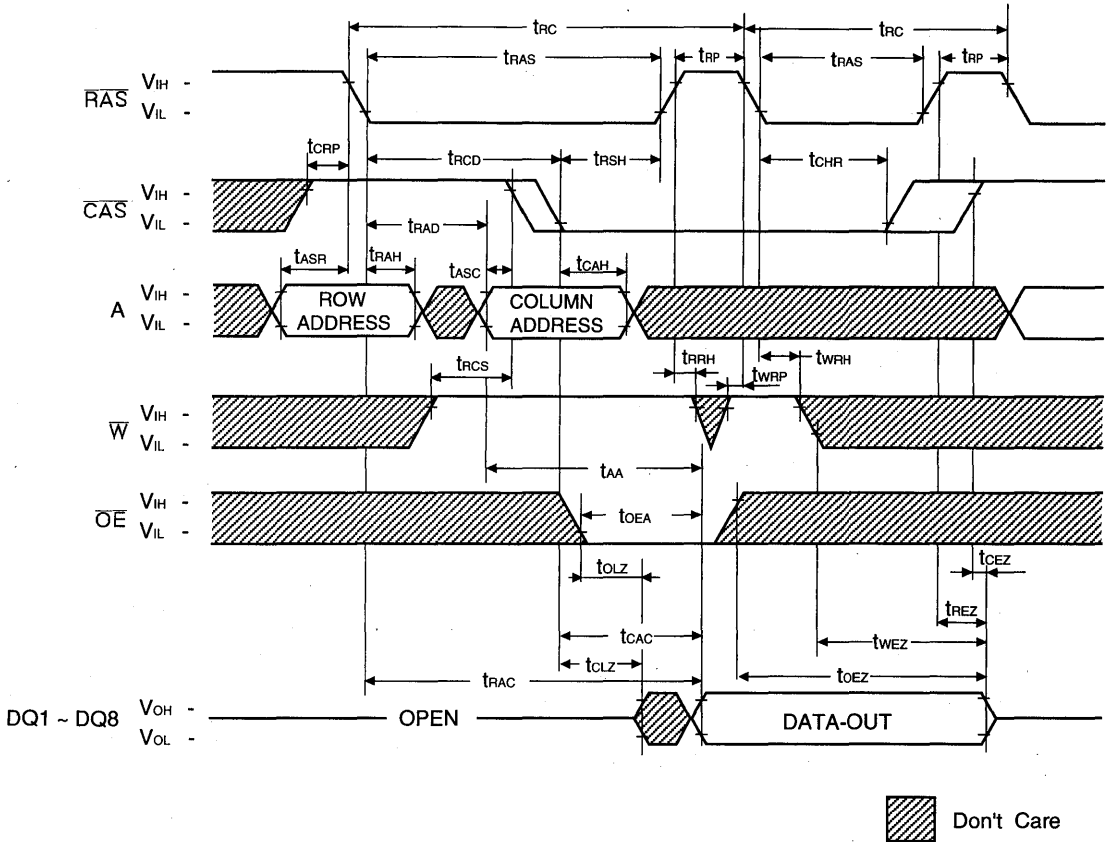 tRC tRC
tRAS tRP tRAS tRP
RAS VIH -
VIL -
tCRP tRCD tRSH tCHR
CAS VIH -
VIL -
tRAD
tASR tRAH tASC tCAH
A VIH -
VIL -
ROW
ADDRESS
COLUMN
ADDRESS
tRCS tRRH tWRP tWRH
W VIH -
VIL -
tAA
OE VIH -
VIL -
tOEA
tOLZ tCEZ
tREZ
tCAC tWEZ
tCLZ
tRAC tOEZ
DQ1 ~ DQ8 VOH -
VOL -
OPEN DATA-OUT
Don't Care